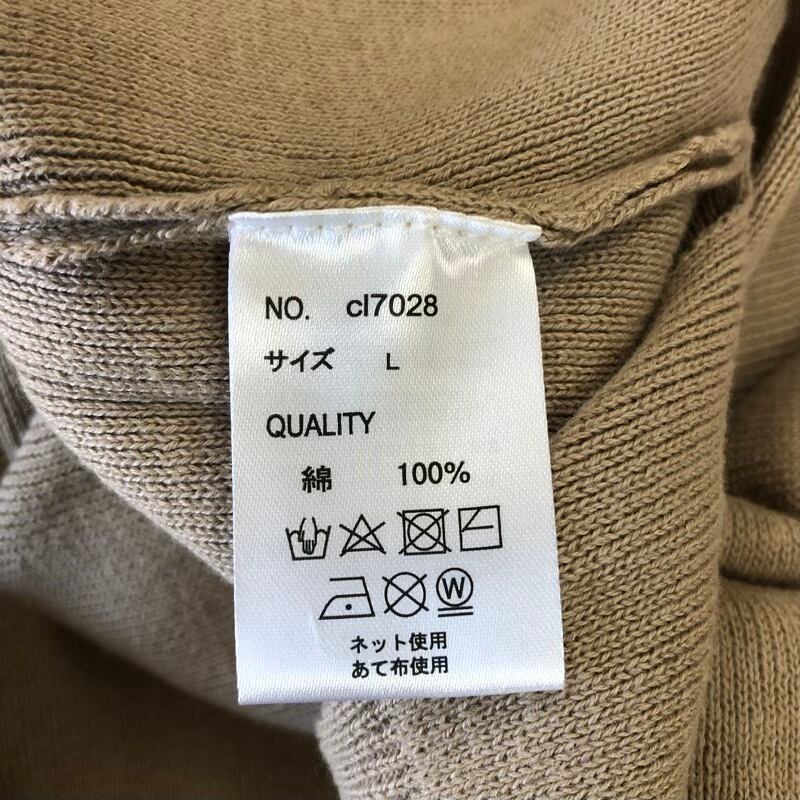 NO. cl7028
サイズ L
QUALITY
綿 100%
W
ネット使用
あて布使用